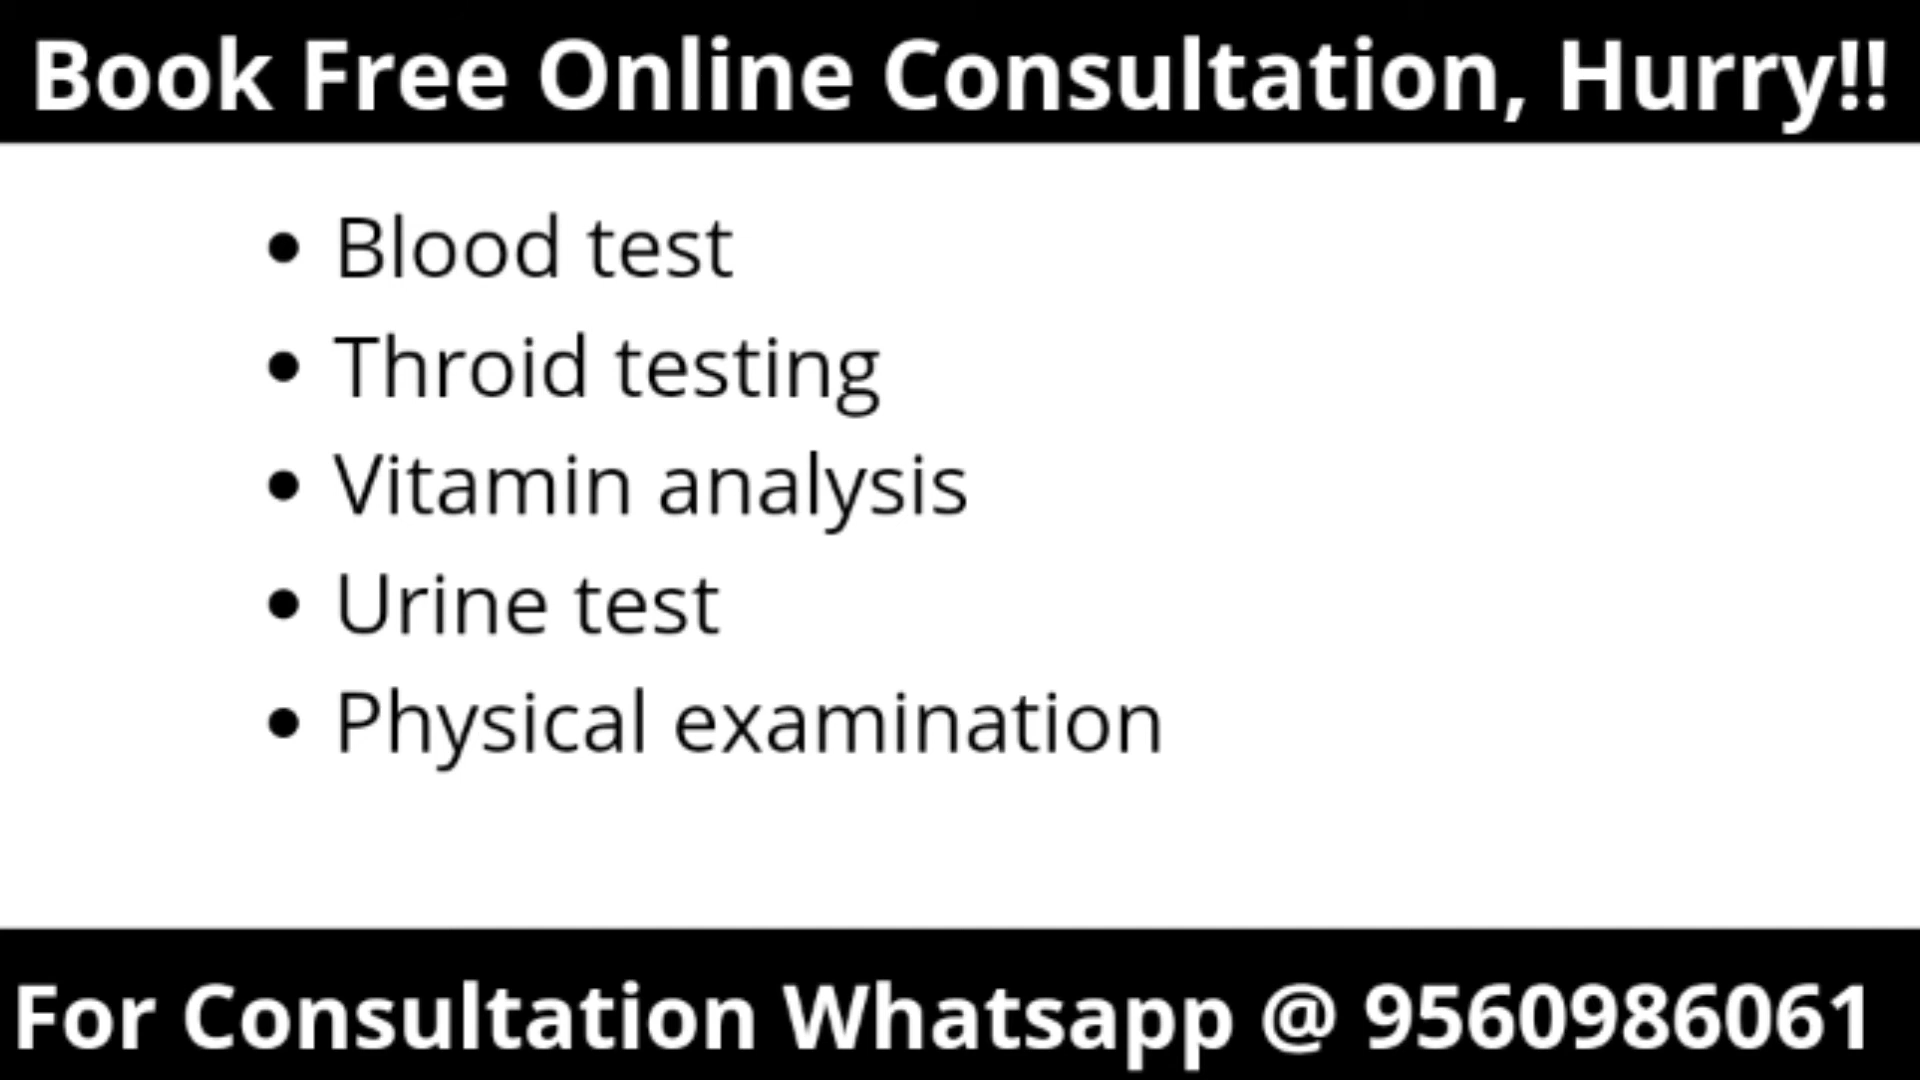 Book Free Online Consultation, Hurry!!
• Blood test
• Throid testing
• Vitamin analysis
• Urine test
• Physical examination
For Consultation Whatsapp @ 9560986061